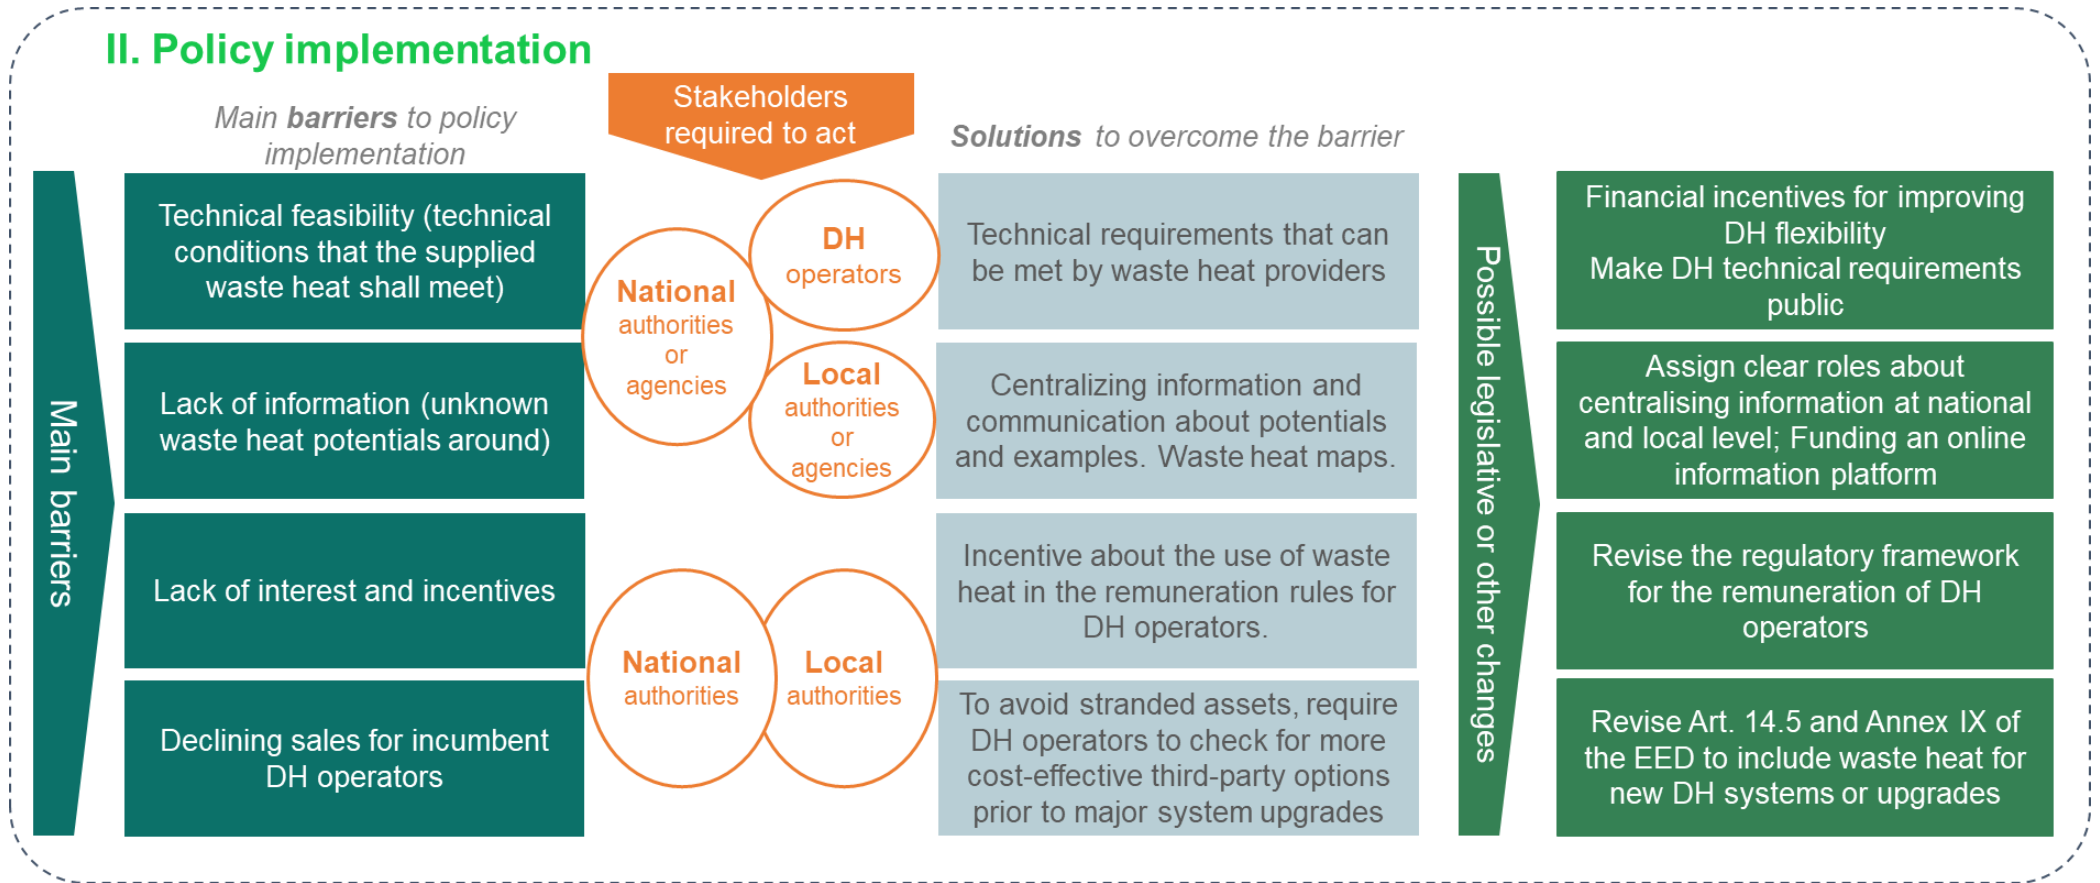 II. Policy implementation
Main barriers to policy
implementation
Stakeholders
required to act
Solutions to overcome the barrier
Main barriers
Technical feasibility (technical
conditions that the supplied
waste heat shall meet)
Lack of information (unknown
waste heat potentials around)
Lack of interest and incentives
Declining sales for incumbent
DH operators
DH
operators
National
authorities
or
agencies
Local
authorities
or
agencies
National
authorities
Local
authorities
Technical requirements that can
be met by waste heat providers
Centralizing information and
communication about potentials
and examples. Waste heat maps.
Incentive about the use of waste
heat in the remuneration rules for
DH operators.
To avoid stranded assets, require
DH operators to check for more
cost-effective third-party options
prior to major system upgrades
Possible legislative or other changes
Financial incentives for improving
DH flexibility
Make DH technical requirements
public
Assign clear roles about
centralising information at national
and local level; Funding an online
information platform
Revise the regulatory framework
for the remuneration of DH
operators
Revise Art. 14.5 and Annex IX of
the EED to include waste heat for
new DH systems or upgrades